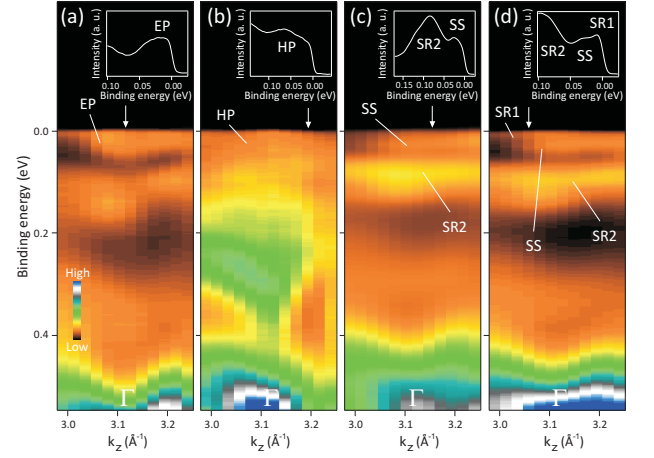 (a)
Intensity (a. u.)
EP
0.10 0.05 0.00
Binding energy (eV)
EP
(b)
Intensity (a. u.)
HP
0.10 0.05 0.00
Binding energy (eV)
HP
(c)
Intensity (a. u.)
SR2
SS
0.15 0.10 0.05 0.00
Binding energy (eV)
SS
SR2
(d)
Intensity (a. u.)
SR2
SS
SR1
0.10 0.05 0.00
Binding energy (eV)
SR1
SS
SR2
Binding energy (eV)
0.0
0.2
0.4
High
Low
Γ
Γ
Γ
Γ
3.0 3.1 3.2
3.0 3.1 3.2
3.0 3.1 3.2
3.0 3.1 3.2
kz (Å-1)
kz (Å-1)
kz (Å-1)
kz (Å-1)